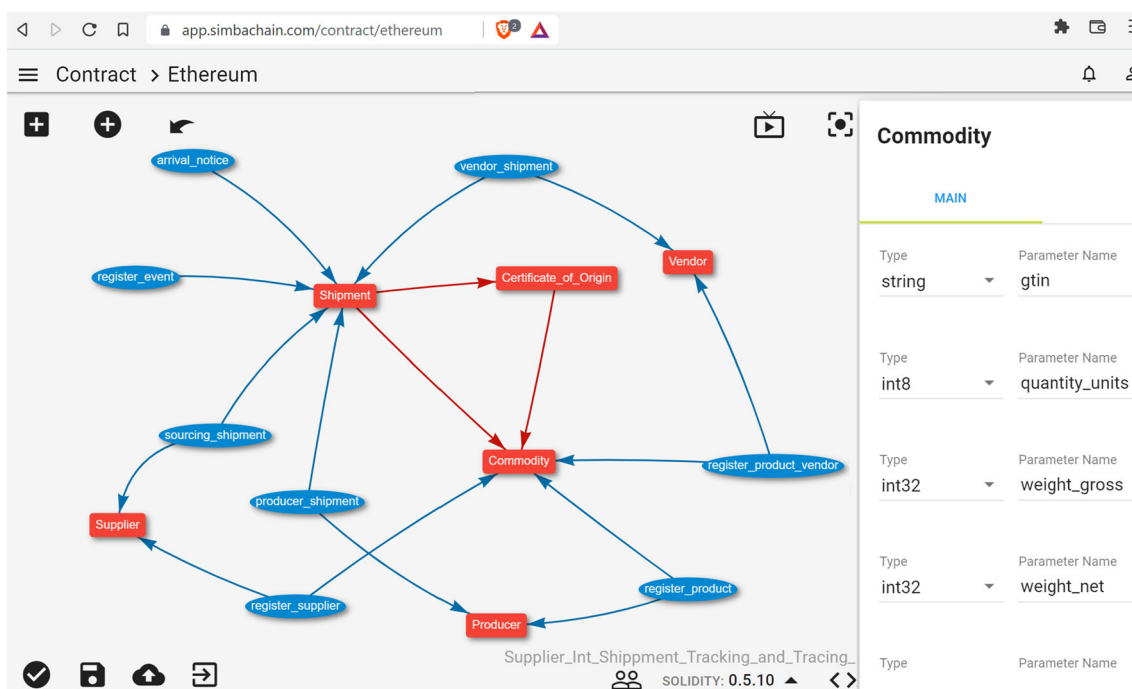 app.simbachain.com/contract/ethereum
2
Contract > Ethereum
arrival_notice
vendor_shipment
Commodity
MAIN
register_event
Shipment
Certificate_of_Origin
Vendor
Type Parameter Name
string gtin
Type Parameter Name
int8 quantity_units
sourcing_shipment
Commodity
register_product_vendor
Type Parameter Name
int32 weight_gross
producer_shipment
Supplier
Type Parameter Name
int32 weight_net
register_supplier
register_product
Producer
Supplier_Int_Shippment_Tracking_and_Tracing_
SOLIDITY: 0.5.10
Type Parameter Name